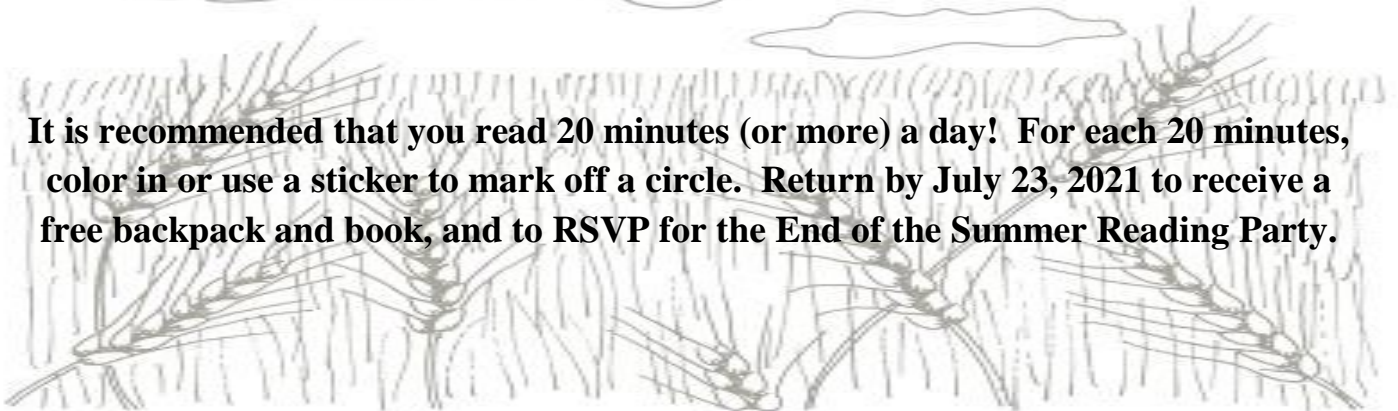 It is recommended that you read 20 minutes (or more) a day!  For each 20 minutes,
color in or use a sticker to mark off a circle.  Return by July 23, 2021 to receive a
free backpack and book, and to RSVP for the End of the Summer Reading Party.